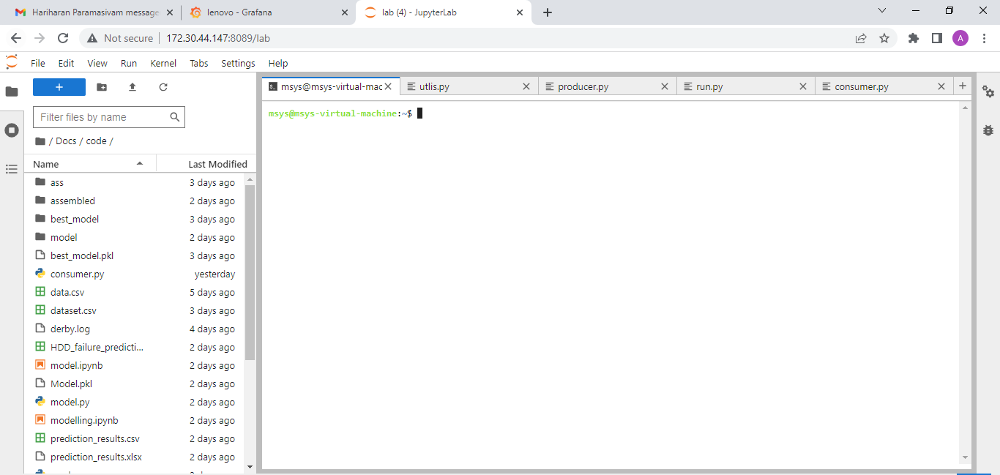 Hariharan Paramasivam message
lenovo - Grafana
lab (4) - JupyterLab
Not secure
172.30.44.147:8089/lab
A
File Edit View Run Kernel Tabs Settings Help
Filter files by name
/ Docs / code /
Name Last Modified
ass 3 days ago
assembled 2 days ago
best_model 3 days ago
model 2 days ago
best_model.pkl 3 days ago
consumer.py yesterday
data.csv 5 days ago
dataset.csv 3 days ago
derby.log 4 days ago
HDD_failure_predicti... 2 days ago
model.ipynb 2 days ago
Model.pkl 2 days ago
model.py 2 days ago
modelling.ipynb 2 days ago
prediction_results.csv 2 days ago
prediction_results.xlsx 2 days ago
msys@msys-virtual-mac
utlis.py
producer.py
run.py
consumer.py
msys@msys-virtual-machine:~$